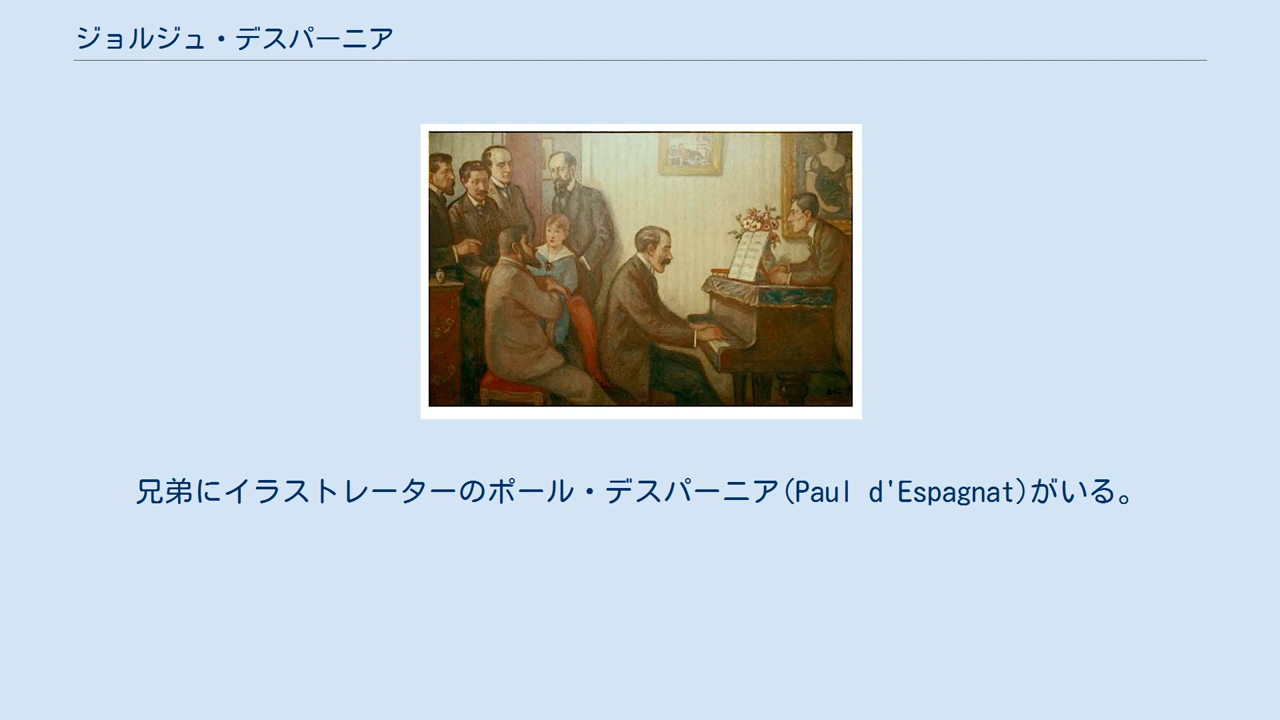 ジョルジュ・デスパーニア
兄弟にイラストレーターのポール・デスパーニア(Paul d'Espagnat)がいる。